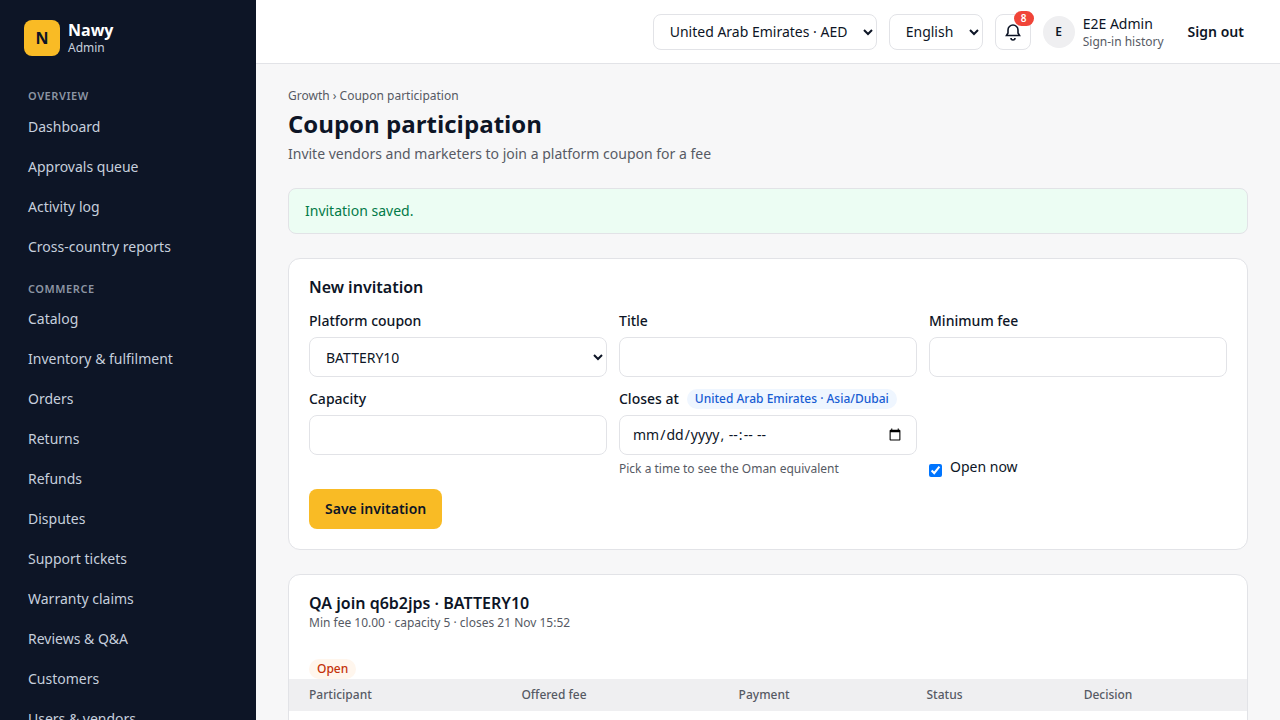 N
Nawy
Admin
OVERVIEW
Dashboard
Approvals queue
Activity log
Cross-country reports
COMMERCE
Catalog
Inventory & fulfilment
Orders
Returns
Refunds
Disputes
Support tickets
Warranty claims
Reviews & Q&A
Customers
Users & vendors
United Arab Emirates · AED
English
8
E
E2E Admin
Sign-in history
Sign out
Growth › Coupon participation
Coupon participation
Invite vendors and marketers to join a platform coupon for a fee
Invitation saved.
New invitation
Platform coupon Title Minimum fee
BATTERY10
Capacity Closes at United Arab Emirates · Asia/Dubai
mm/dd/yyyy, --:-- --
Pick a time to see the Oman equivalent
Open now
Save invitation
QA join q6b2jps · BATTERY10
Min fee 10.00 · capacity 5 · closes 21 Nov 15:52
Open
Participant Offered fee Payment Status Decision